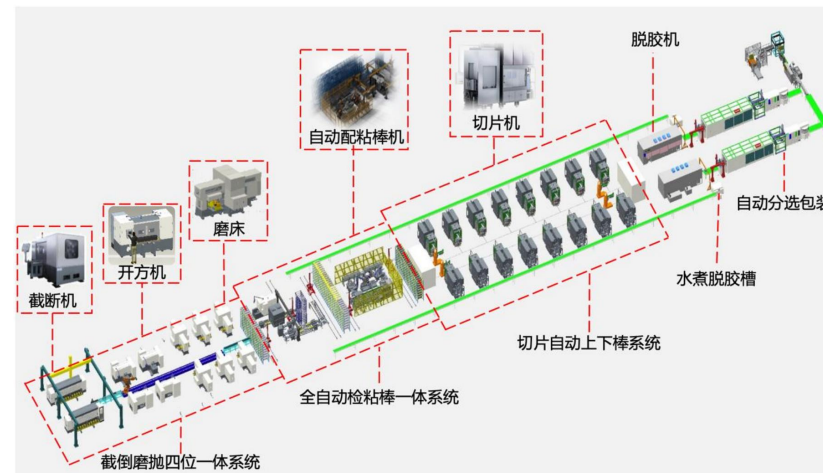 脱胶机
自动配粘棒机
切片机
磨床
自动分选包装
开方机
截断机
水煮脱胶槽
切片自动上下棒系统
全自动检粘棒一体系统
截倒磨抛四位一体系统